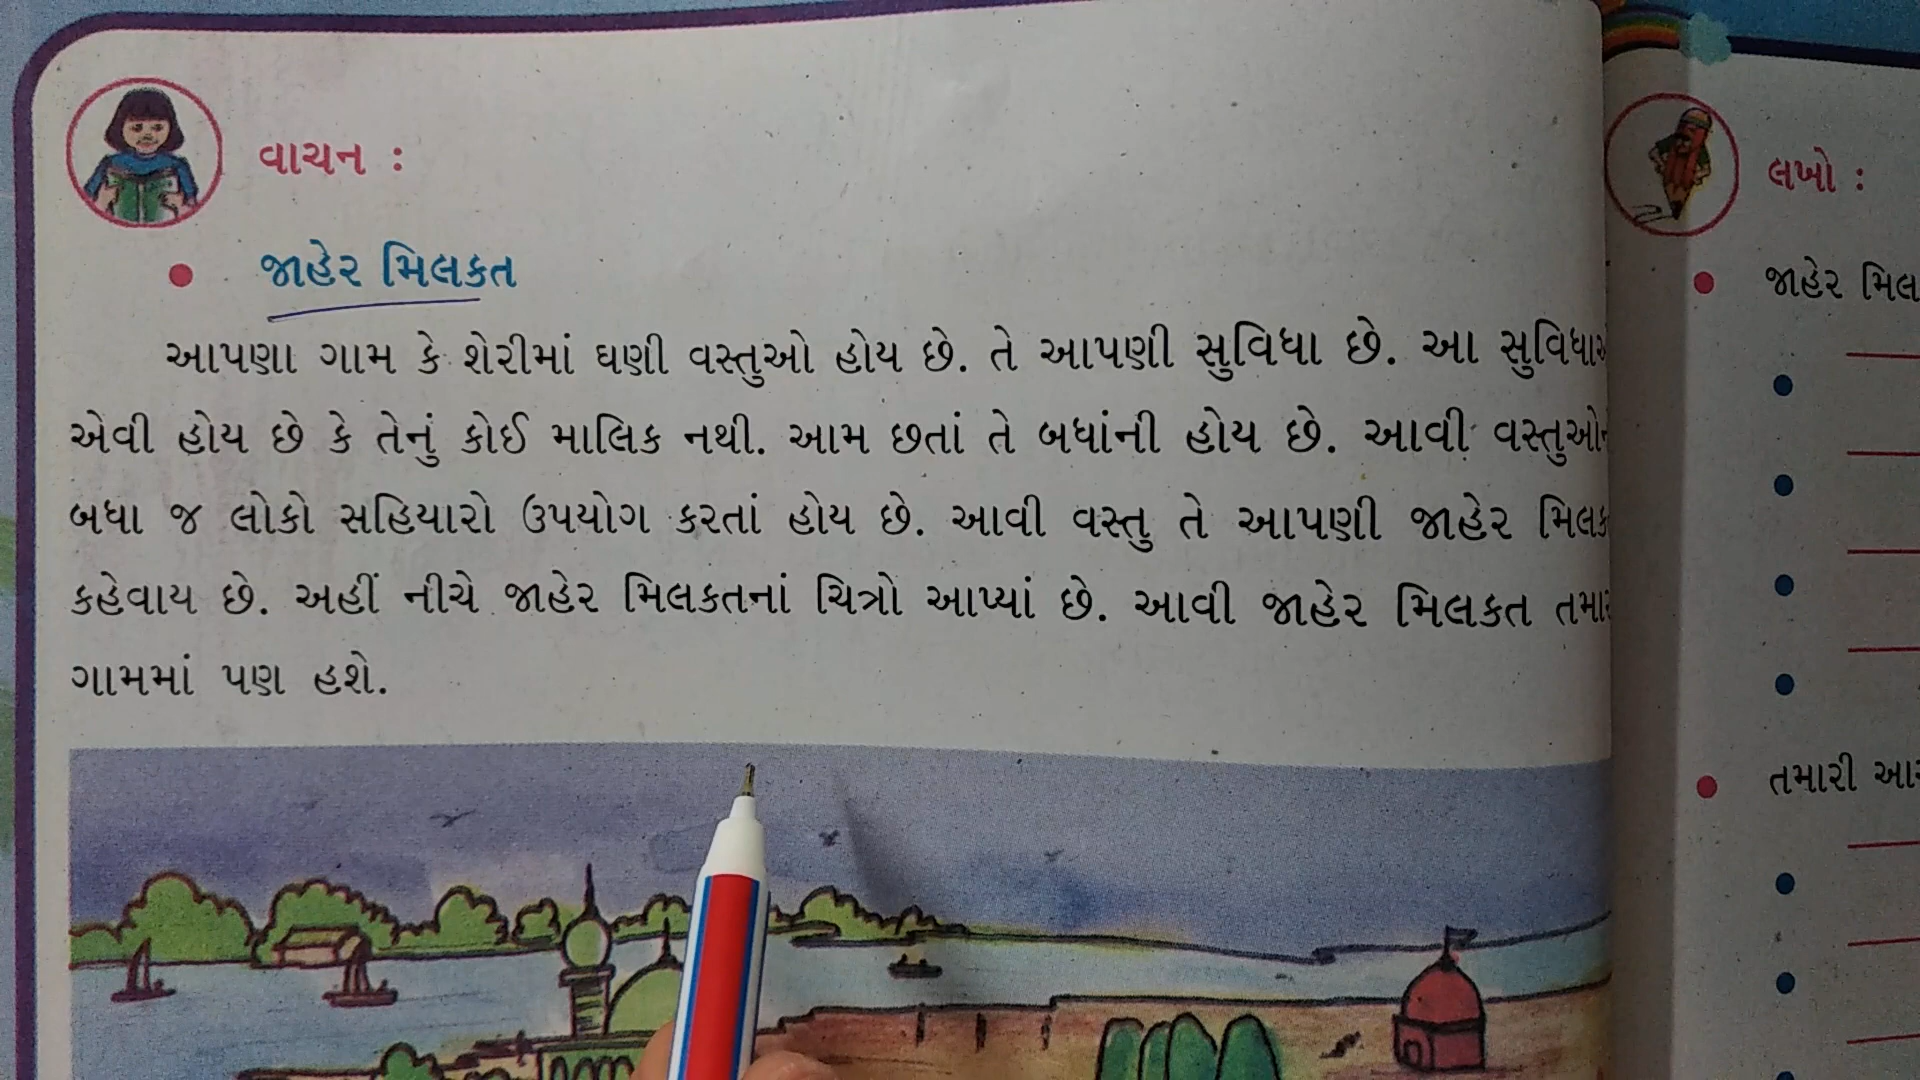 વાચન :
જાહેર મિલકત
આપણા ગામ કે શેરીમાં ઘણી વસ્તુઓ હોય છે. તે આપણી સુવિધા છે. આ
એવી હોય છે કે તેનું કોઈ માલિક નથી. આમ છતાં તે બધાંની હોય છે. આવી
બધા જ લોકો સહિયારો ઉપયોગ કરતાં હોય છે. આવી વસ્તુ તે આપણી જાહેર
કહેવાય છે. અહીં નીચે જાહેર મિલકતનાં ચિત્રો આપ્યાં છે. આવી જાહેર મિલકત
ગામમાં પણ હશે.
લખો :
જાહેર
તમારી